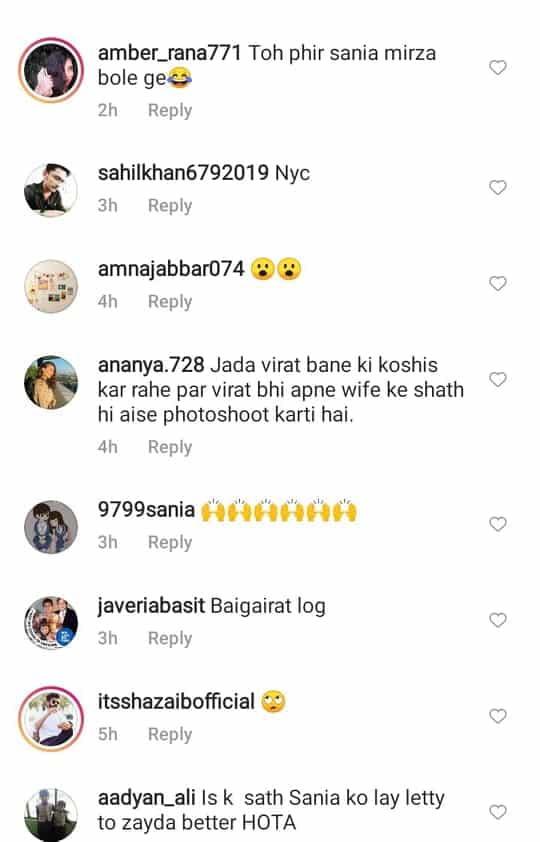 amber_rana771 Toh phir sania mirza
bole ge😂
2h Reply
sahilkhan6792019 Nyc
3h Reply
amnajabbar074 😮😮
4h Reply
ananya.728 Jada virat bane ki koshis
kar rahe par virat bhi apne wife ke shath
hi aise photoshoot karti hai.
4h Reply
9799sania 🙌🙌🙌🙌🙌🙌
3h Reply
javeriabasit Baigairat log
3h Reply
itsshazaibofficial 🙄
5h Reply
aadyan_ali Is k sath Sania ko lay letty
to zayda better HOTA